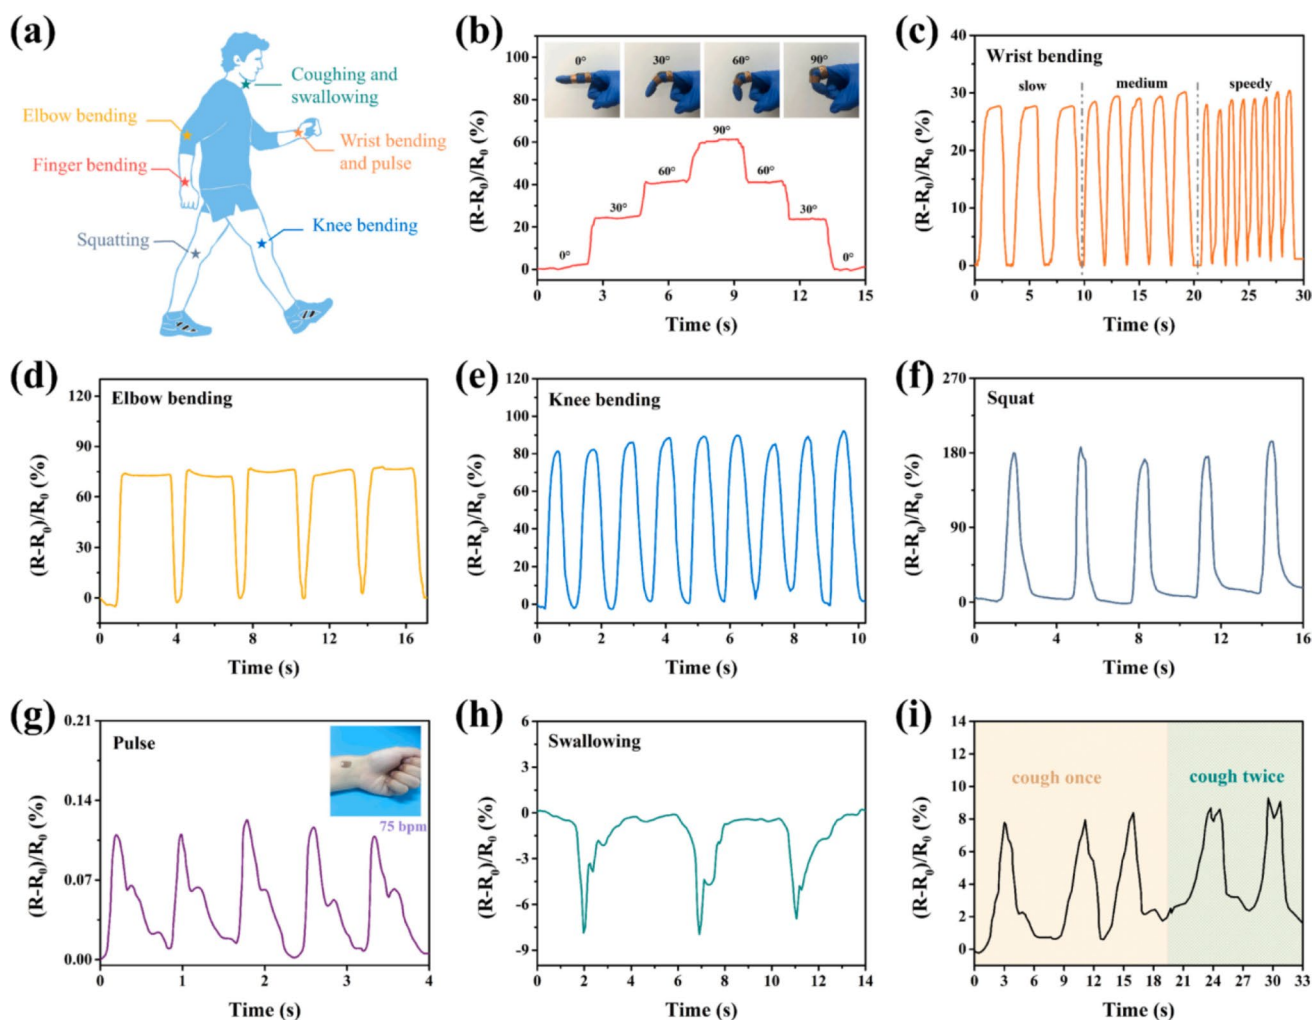 (a)
Coughing and
swallowing
Elbow bending
Wrist bending
and pulse
Finger bending
Squatting
Knee bending
(b)
(R-R0)/R0 (%)
100
80
60
40
20
0
0°
30°
60°
90°
0°
30°
60°
90°
60°
30°
0°
0 3 6 9 12 15
Time (s)
(c)
(R-R0)/R0 (%)
40
30
20
10
0
Wrist bending
slow medium speedy
0 5 10 15 20 25 30
Time (s)
(d)
(R-R0)/R0 (%)
120
90
60
30
0
Elbow bending
0 4 8 12 16
Time (s)
(e)
(R-R0)/R0 (%)
120
100
80
60
40
20
0
Knee bending
0 2 4 6 8 10
Time (s)
(f)
(R-R0)/R0 (%)
270
180
90
0
Squat
0 4 8 12 16
Time (s)
(g)
(R-R0)/R0 (%)
0.21
0.14
0.07
0.00
Pulse
75 bpm
0 1 2 3 4
Time (s)
(h)
(R-R0)/R0 (%)
6
3
0
-3
-6
-9
Swallowing
0 2 4 6 8 10 12 14
Time (s)
(i)
(R-R0)/R0 (%)
14
12
10
8
6
4
2
0
cough once
cough twice
0 3 6 9 12 15 18 21 24 27 30 33
Time (s)